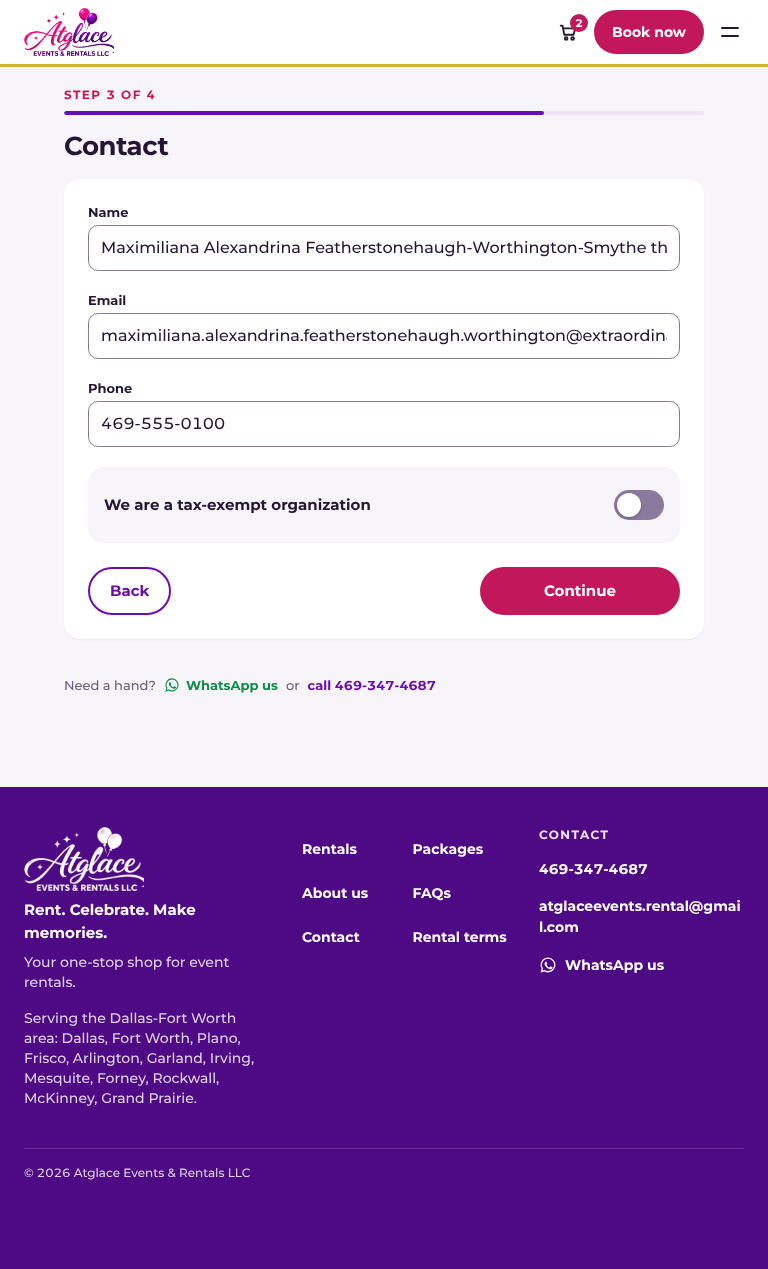 Atglace
EVENTS & RENTALS LLC
2
Book now
STEP 3 OF 4
Contact
Name
Maximiliana Alexandrina Featherstonehaugh-Worthington-Smythe th
Email
maximiliana.alexandrina.featherstonehaugh.worthington@extraordina
Phone
469-555-0100
We are a tax-exempt organization
Back
Continue
Need a hand? WhatsApp us or call 469-347-4687
Atglace
EVENTS & RENTALS LLC
Rent. Celebrate. Make
memories.
Your one-stop shop for event
rentals.
Serving the Dallas-Fort Worth
area: Dallas, Fort Worth, Plano,
Frisco, Arlington, Garland, Irving,
Mesquite, Forney, Rockwall,
McKinney, Grand Prairie.
Rentals
Packages
About us
FAQs
Contact
Rental terms
CONTACT
469-347-4687
atglaceevents.rental@gmai
l.com
WhatsApp us
© 2026 Atglace Events & Rentals LLC